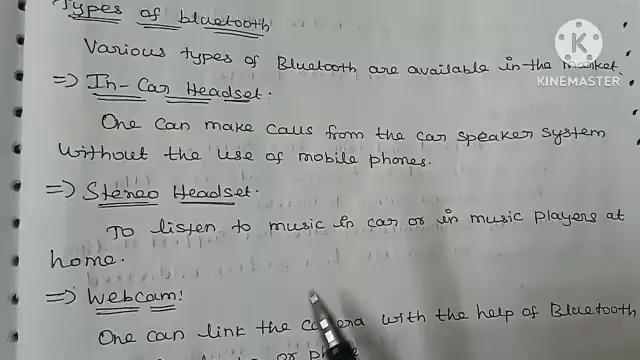 Types of bluetooth
Various types of Bluetooth are available in the market.
=> In-Car Headset.
One can make calls from the car speaker system
without the use of mobile phones.
=> Stereo Headset.
To listen to music in car or in music players at
home.
=> Webcam:
One can link the camera with the help of Bluetooth
or phone
K
KINEMASTER